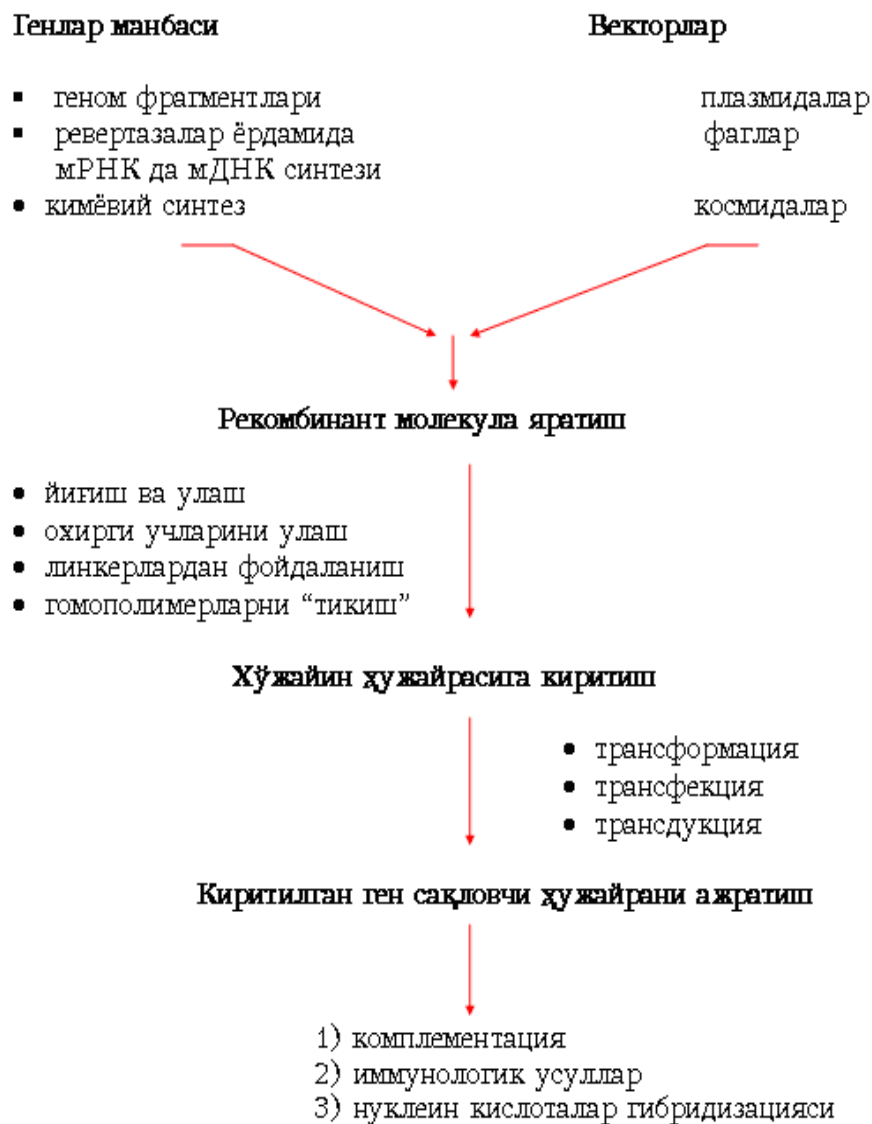 Генлар манбаси
Векторлар
▪ геном фрагментлари
плазмидалар
▪ ревертазалар ёрдамида
фаглар
мРНК да мДНК синтези
• кимёвий синтез
космидалар
Рекомбинант молекула яратиш
• йиғиш ва улаш
• охирги учларини улаш
• линкерлардан фойдаланиш
• гомополимерларни “тикиш”
Хўжайин ҳужайрасига киритиш
• трансформация
• трансфекция
• трансдукция
Киритилган ген сақловчи ҳужайрани ажратиш
1) комплементация
2) иммунологик усуллар
3) нуклеин кислоталар гибридизацияси